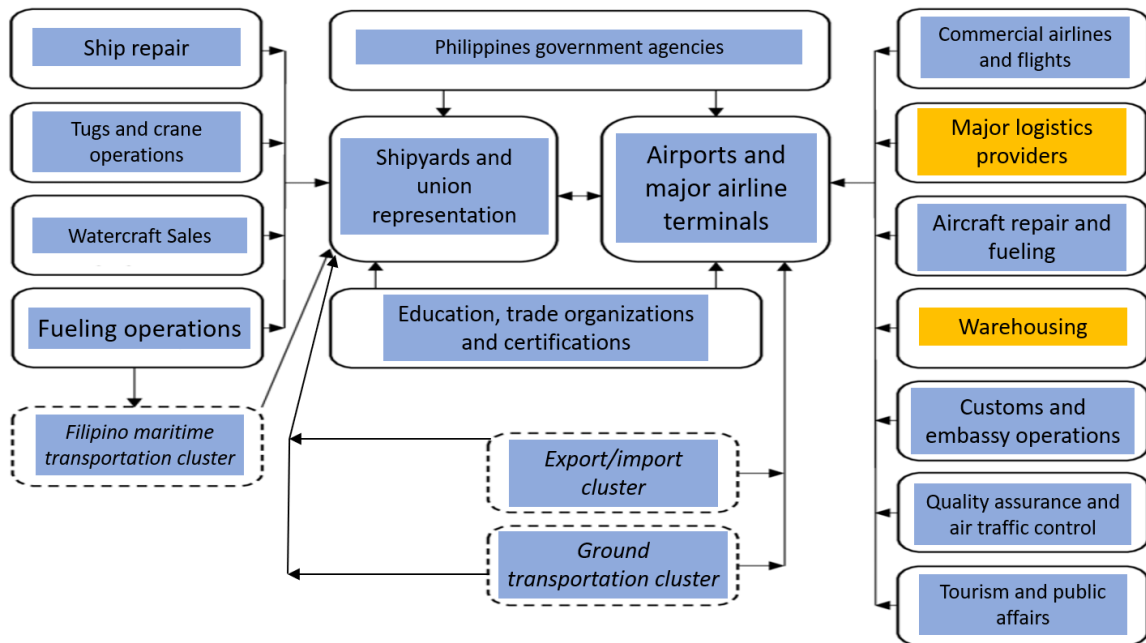 Ship repair
Tugs and crane
operations
Watercraft Sales
Fueling operations
Filipino maritime
transportation cluster
Philippines government agencies
Shipyards and
union
representation
Airports and
major airline
terminals
Education, trade organizations
and certifications
Export/import
cluster
Ground
transportation cluster
Commercial airlines
and flights
Major logistics
providers
Aircraft repair and
fueling
Warehousing
Customs and
embassy operations
Quality assurance and
air traffic control
Tourism and public
affairs